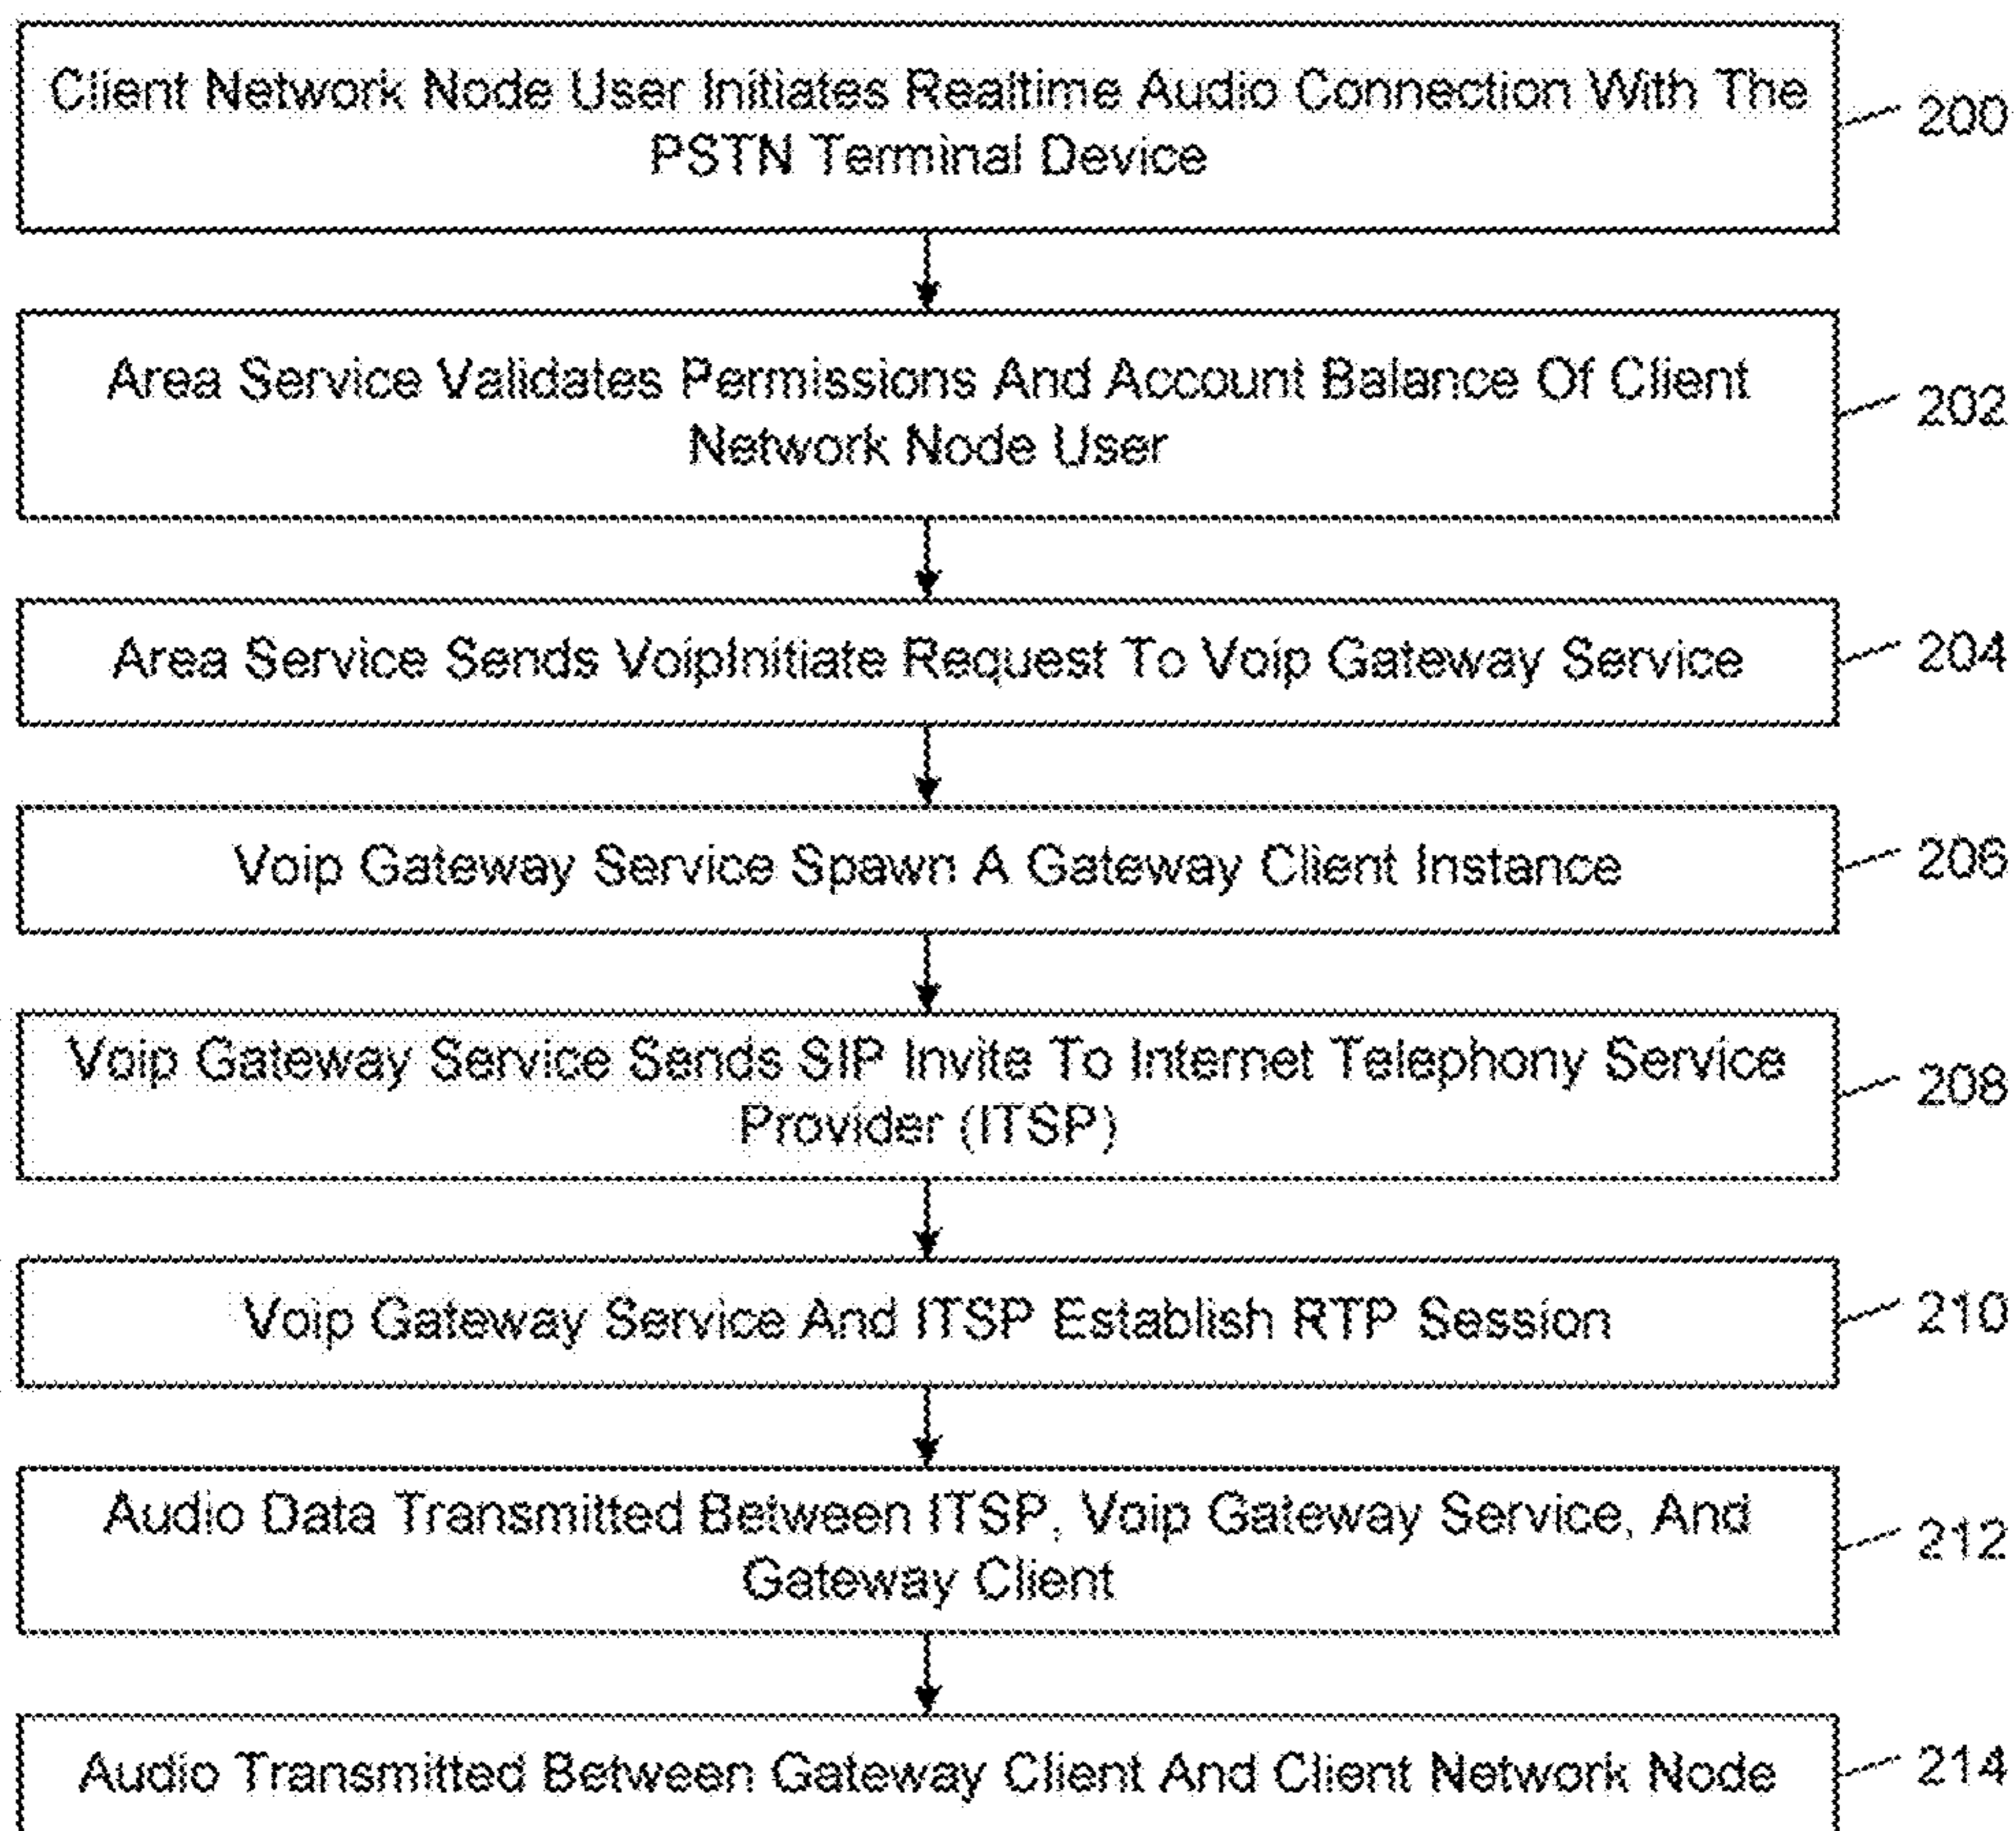 Client Network Node User Initiates Realtime Audio Connection With The
PSTN Terminal Device
200
Area Service Validates Permissions And Account Balance Of Client
Network Node User
202
Area Service Sends VoipInitiate Request To Voip Gateway Service
204
Voip Gateway Service Spawn A Gateway Client Instance
206
Voip Gateway Service Sends SIP Invite To Internet Telephony Service
Provider (ITSP)
208
Voip Gateway Service And ITSP Establish RTP Session
210
Audio Data Transmitted Between ITSP, Voip Gateway Service, And
Gateway Client
212
Audio Transmitted Between Gateway Client And Client Network Node
214